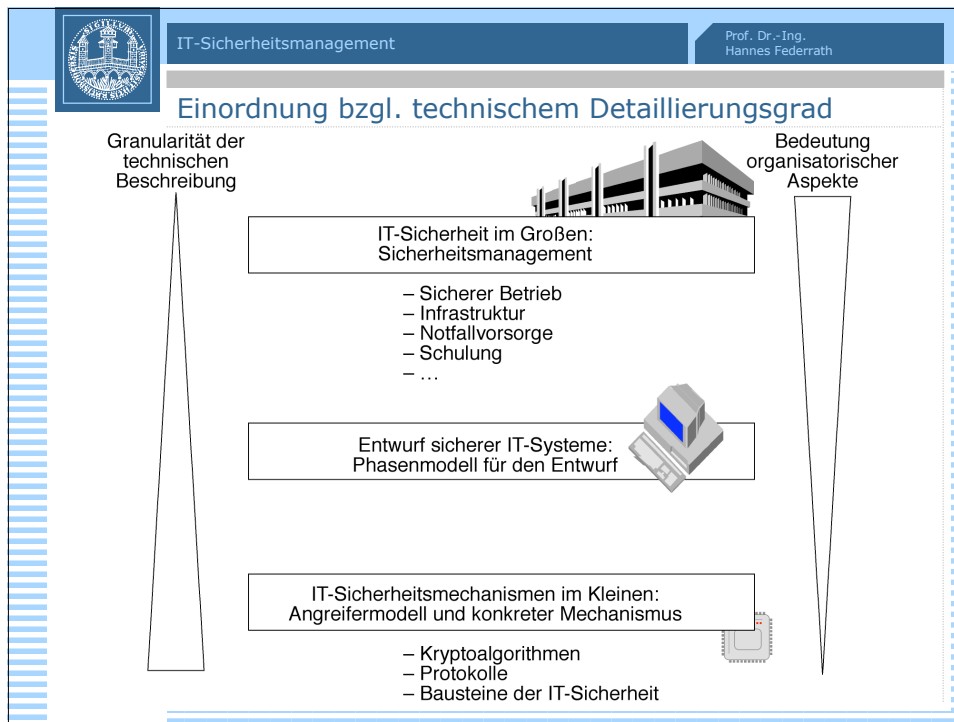 IT-Sicherheitsmanagement
Prof. Dr.-Ing.
Hannes Federrath
Einordnung bzgl. technischem Detaillierungsgrad
Granularität der
technischen
Beschreibung
Bedeutung
organisatorischer
Aspekte
IT-Sicherheit im Großen:
Sicherheitsmanagement
– Sicherer Betrieb
– Infrastruktur
– Notfallvorsorge
– Schulung
– …
Entwurf sicherer IT-Systeme:
Phasenmodell für den Entwurf
IT-Sicherheitsmechanismen im Kleinen:
Angreifermodell und konkreter Mechanismus
– Kryptoalgorithmen
– Protokolle
– Bausteine der IT-Sicherheit